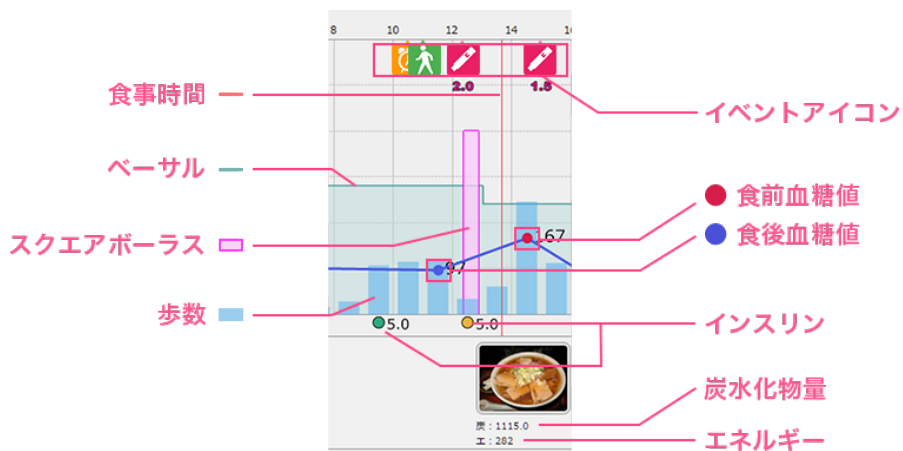 8 10 12 14 16
2.0 1.8
食事時間
イベントアイコン
ベーサル
食前血糖値
167
食後血糖値
スクエアボーラス
97
歩数
5.0 5.0
インスリン
炭水化物量
炭 : 1115.0
エ : 282
エネルギー